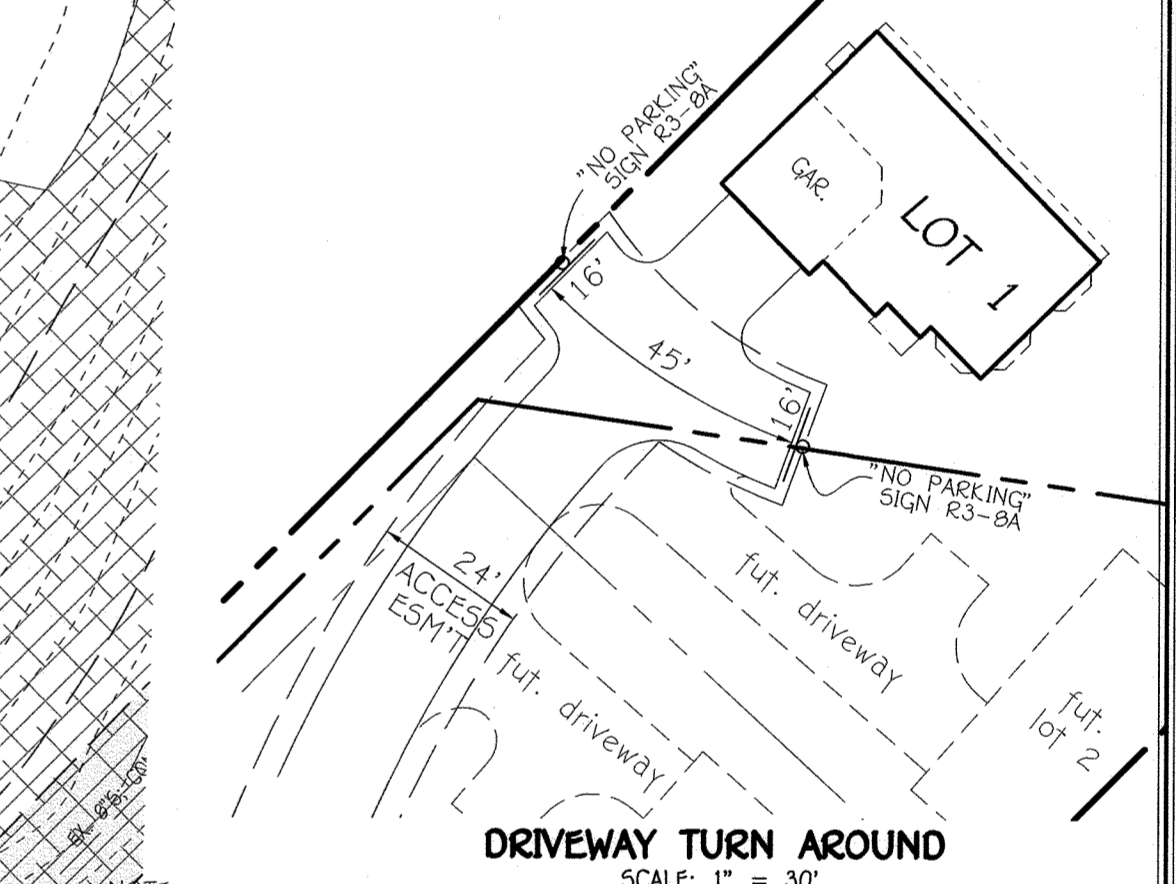 "NO PARKING"
SIGN R3-8A
GAR.
LOT 1
16'
45'
16'
"NO PARKING"
SIGN R3-8A
24'
ACCESS
ESM'T
fut. driveway
fut. driveway
fut.
lot 2
DRIVEWAY TURN AROUND
SCALE: 1" = 30'